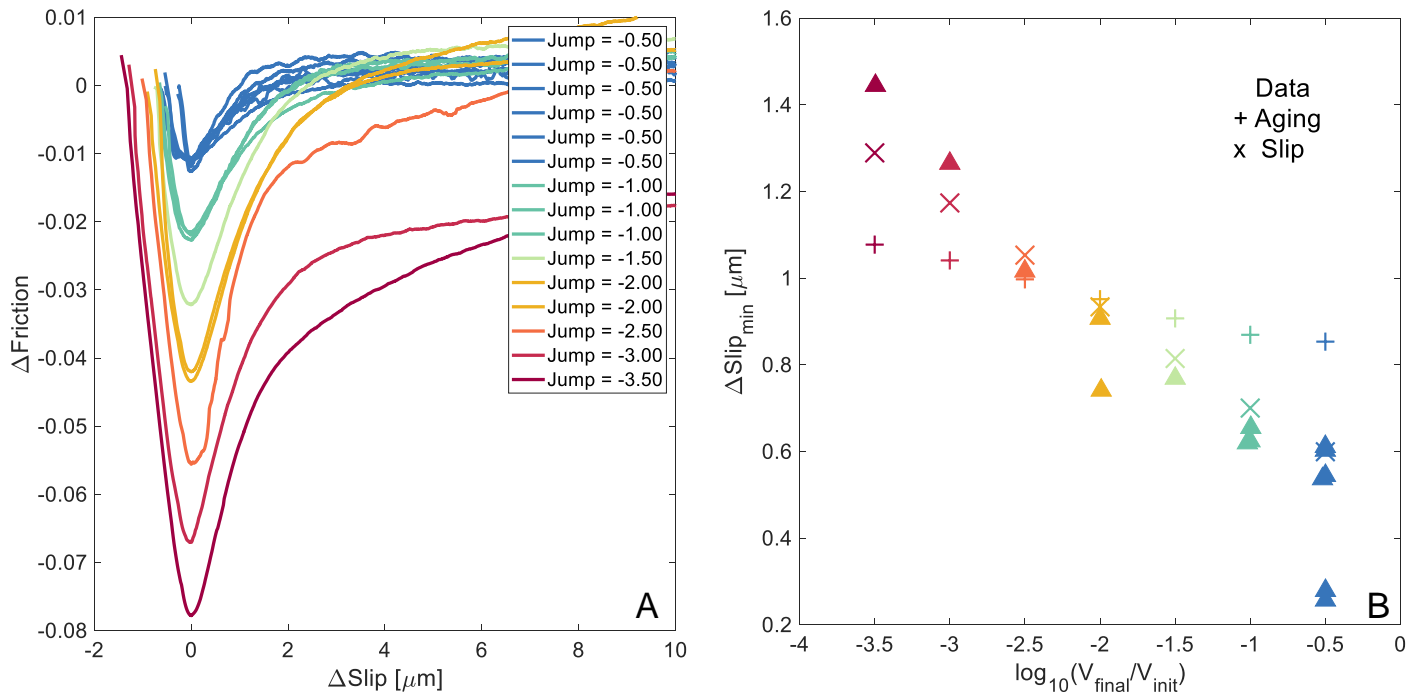 0.01
0
-0.01
-0.02
-0.03
-0.04
-0.05
-0.06
-0.07
-0.08
ΔFriction
-2
0
2
4
6
8
10
ΔSlip [μm]
Jump = -0.50
Jump = -0.50
Jump = -0.50
Jump = -0.50
Jump = -0.50
Jump = -0.50
Jump = -1.00
Jump = -1.00
Jump = -1.00
Jump = -1.50
Jump = -2.00
Jump = -2.00
Jump = -2.50
Jump = -3.00
Jump = -3.50
A
1.6
1.4
1.2
1
0.8
0.6
0.4
0.2
ΔSlip_min [μm]
-4
-3.5
-3
-2.5
-2
-1.5
-1
-0.5
0
log10(V_final/V_init)
Data
+ Aging
x Slip
B